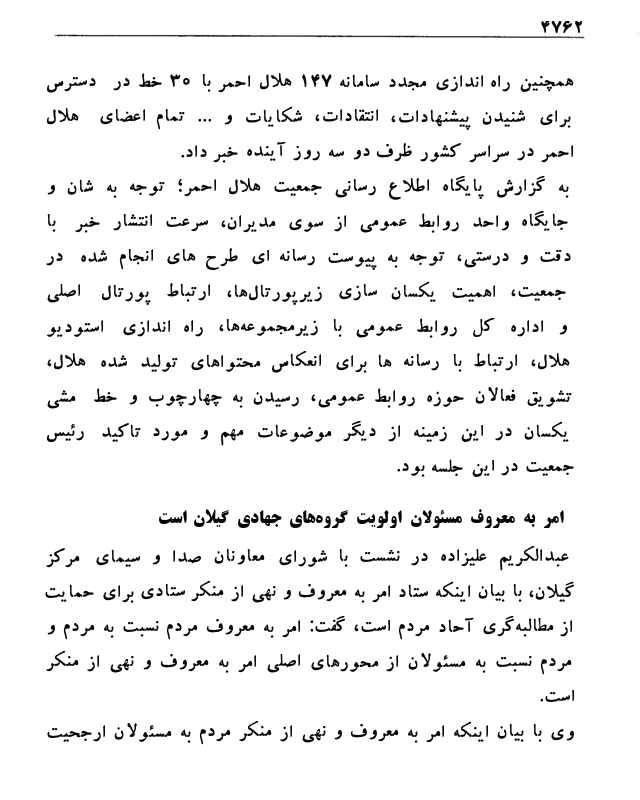 ۴۷۶۲
همچنین راه اندازی مجدد سامانه ۱۴۷ هلال احمر با ۳۰ خط در دسترس
برای شنیدن پیشنهادات، انتقادات، شکایات و ... تمام اعضای هلال
احمر در سراسر کشور ظرف دو سه روز آینده خبر داد.
به گزارش پایگاه اطلاع رسانی جمعیت هلال احمر؛ توجه به شان و
جایگاه واحد روابط عمومی از سوی مدیران، سرعت انتشار خبر با
دقت و درستی، توجه به پیوست رسانه ای طرح های انجام شده در
جمعیت، اهمیت یکسان سازی زیرپورتال‌ها، ارتباط پورتال اصلی
و اداره کل روابط عمومی با زیرمجموعه‌ها، راه اندازی استودیو
هلال، ارتباط با رسانه ها برای انعکاس محتواهای تولید شده هلال،
تشویق فعالان حوزه روابط عمومی، رسیدن به چهارچوب و خط مشی
یکسان در این زمینه از دیگر موضوعات مهم و مورد تاکید رئیس
جمعیت در این جلسه بود.
امر به معروف مسئولان اولویت گروه‌های جهادی گیلان است
عبدالکریم علیزاده در نشست با شورای معاونان صدا و سیمای مرکز
گیلان، با بیان اینکه ستاد امر به معروف و نهی از منکر ستادی برای حمایت
از مطالبه‌گری آحاد مردم است، گفت: امر به معروف مردم نسبت به مردم و
مردم نسبت به مسئولان از محورهای اصلی امر به معروف و نهی از منکر
است.
وی با بیان اینکه امر به معروف و نهی از منکر مردم به مسئولان ارجحیت